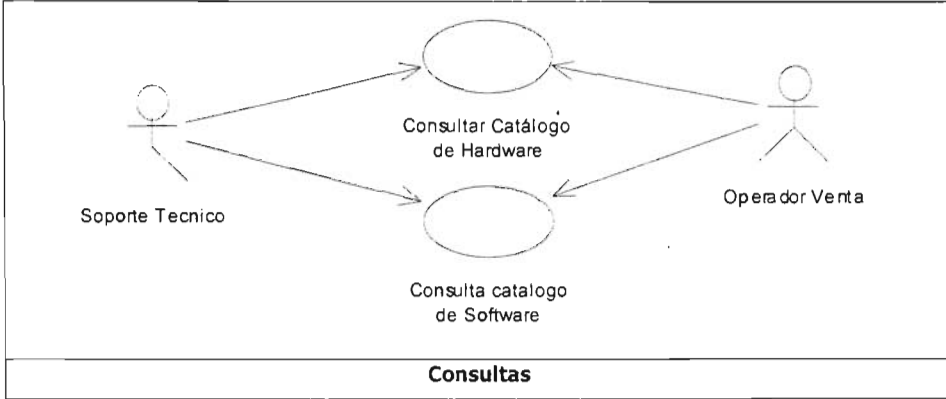 Consultar Catálogo
de Hardware
Soporte Tecnico
Operador Venta
Consulta catalogo
de Software
Consultas